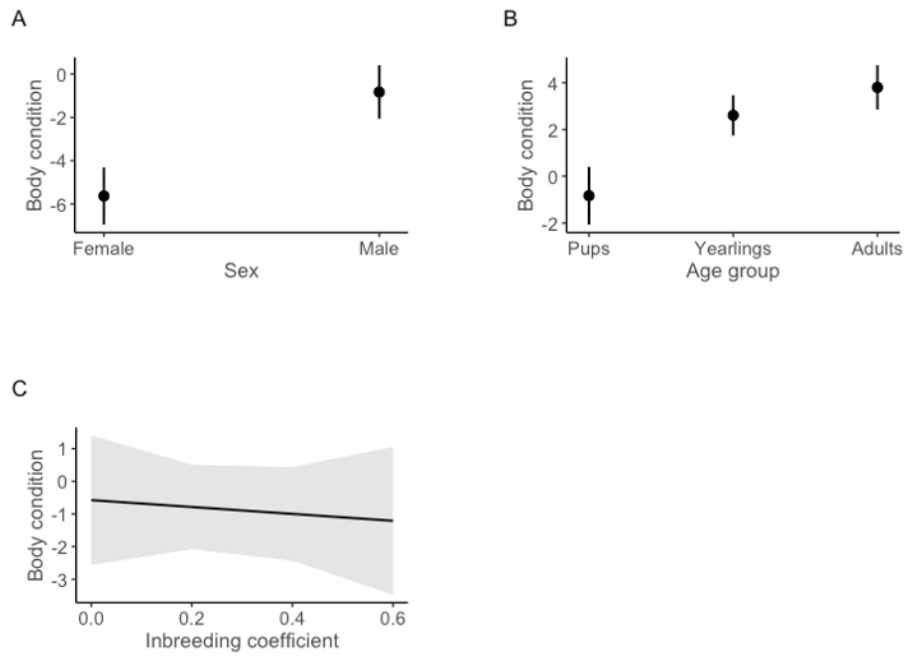 A
0
-2
-4
-6
Body condition
Female
Male
Sex
B
4
2
0
-2
Body condition
Pups
Yearlings
Adults
Age group
C
1
0
-1
-2
-3
Body condition
0.0
0.2
0.4
0.6
Inbreeding coefficient